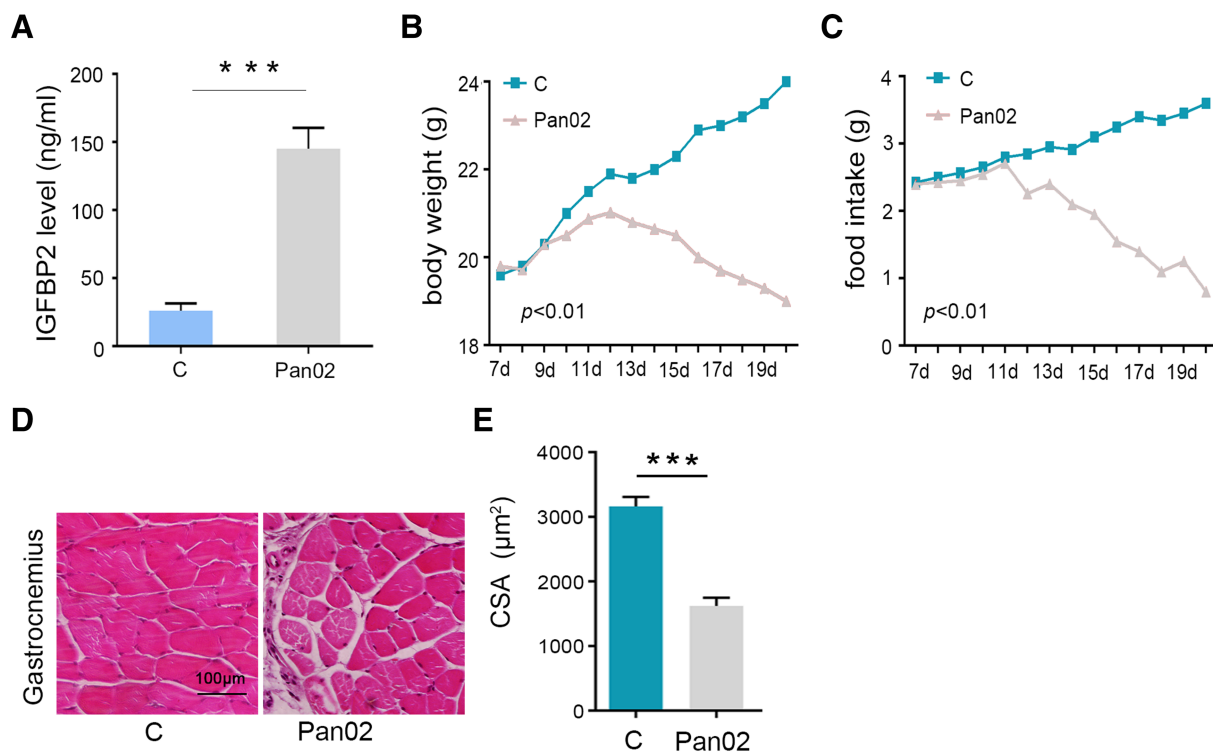 A
IGFBP2 level (ng/ml)
200
150
100
50
0
* * *
C
Pan02
B
body weight (g)
24
22
20
18
C
Pan02
p<0.01
7d 9d 11d 13d 15d 17d 19d
C
food intake (g)
4
3
2
1
0
C
Pan02
p<0.01
7d 9d 11d 13d 15d 17d 19d
D
Gastrocnemius
100μm
C
Pan02
E
CSA (μm²)
4000
3000
2000
1000
0
***
C
Pan02